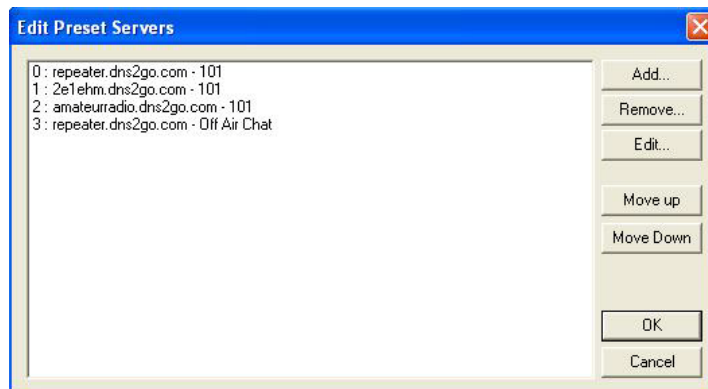 Edit Preset Servers
0 : repeater.dns2go.com - 101
1 : 2e1ehm.dns2go.com - 101
2 : amateurradio.dns2go.com - 101
3 : repeater.dns2go.com - Off Air Chat
Add...
Remove...
Edit...
Move up
Move Down
OK
Cancel